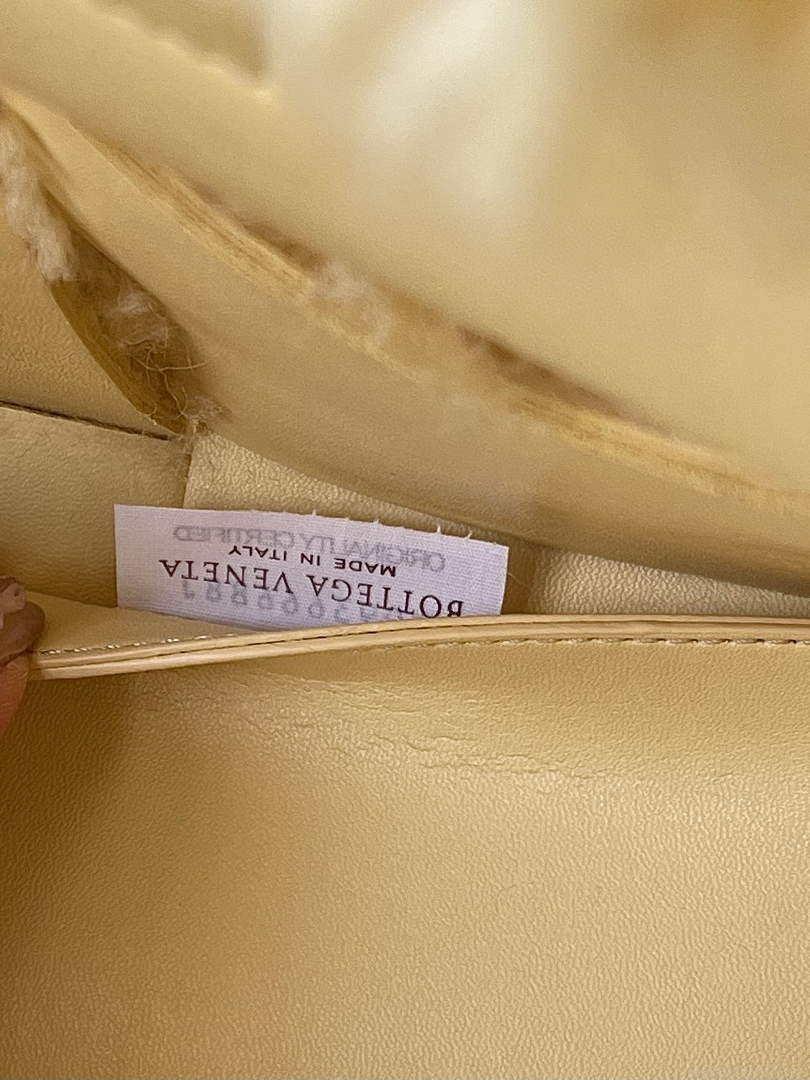 BOTTEGA VENETA
MADE IN ITALY
ORIGINALITY CERTIFIED